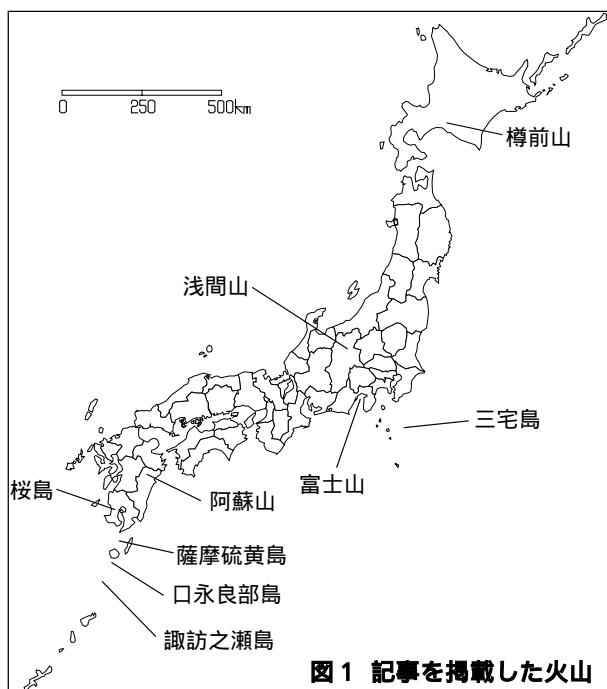 0 250 500km
樽前山
浅間山
三宅島
富士山
阿蘇山
桜島
薩摩硫黄島
口永良部島
諏訪之瀬島
図1 記事を掲載した火山